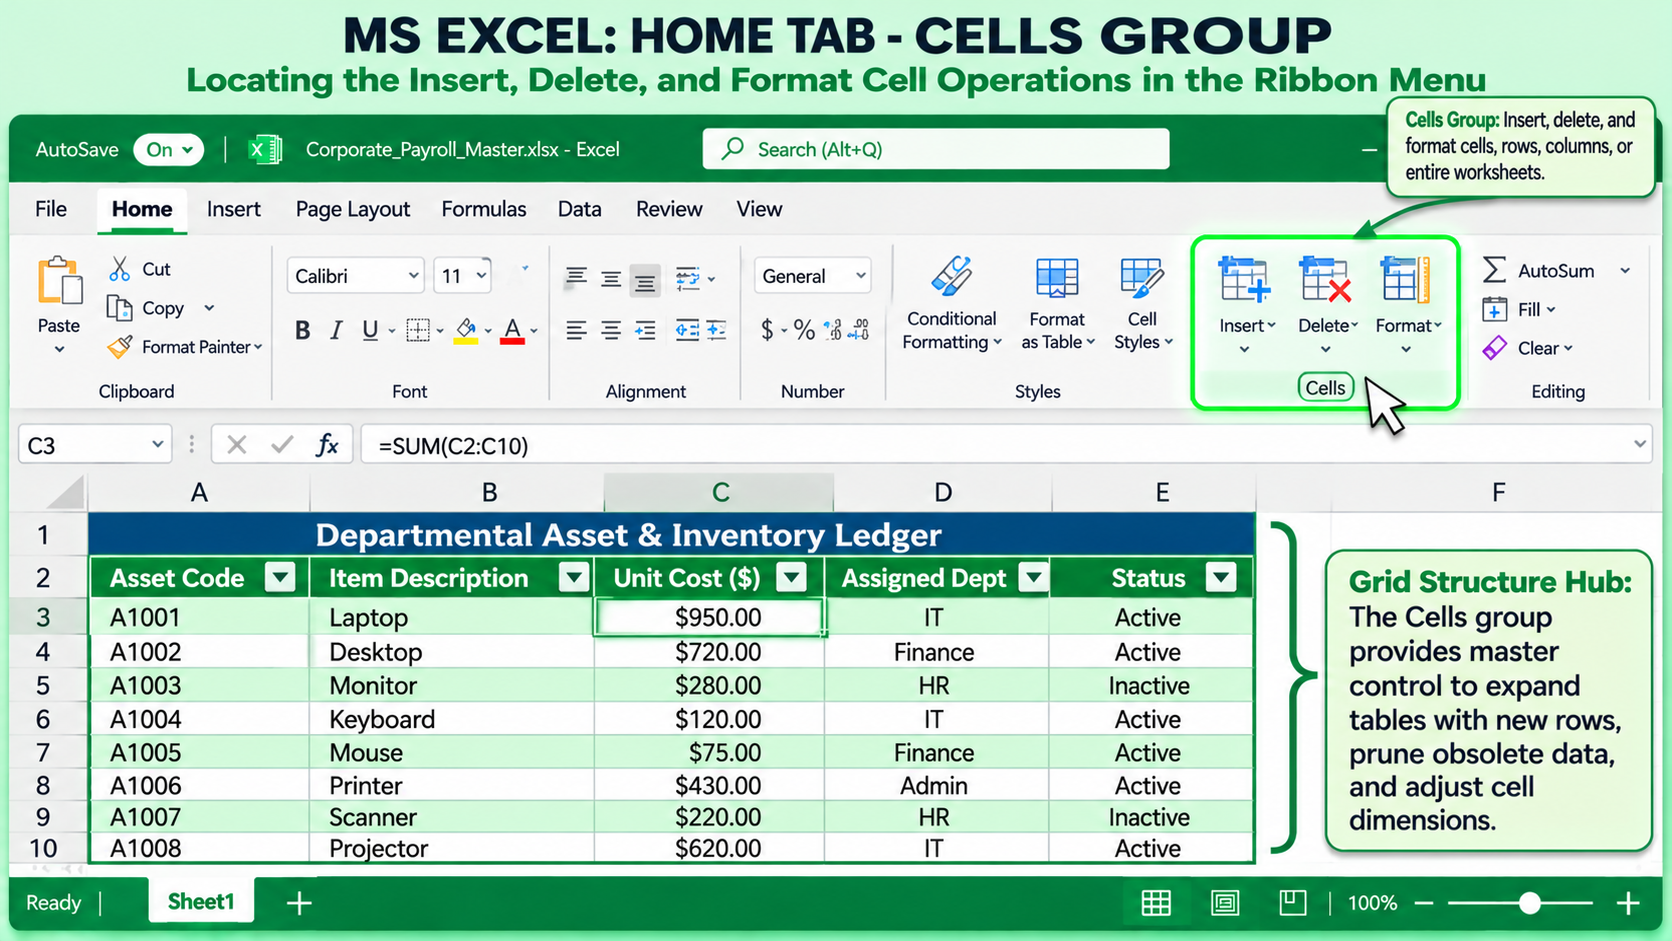 MS EXCEL: HOME TAB - CELLS GROUP
Locating the Insert, Delete, and Format Cell Operations in the Ribbon Menu
Cells Group: Insert, delete, and
format cells, rows, columns, or
entire worksheets.
AutoSave On Corporate_Payroll_Master.xlsx - Excel Search (Alt+Q)
File Home Insert Page Layout Formulas Data Review View
Paste
Cut
Copy
Format Painter
Clipboard
Calibri 11
B I U A
Font
Alignment
General
$ %
Number
Conditional
Formatting
Format
as Table
Cell
Styles
Styles
Insert Delete Format
Cells
AutoSum
Fill
Clear
Editing
C3 fx =SUM(C2:C10)
A B C D E F
1 Departmental Asset & Inventory Ledger
2 Asset Code Item Description Unit Cost ($) Assigned Dept Status
3 A1001 Laptop $950.00 IT Active
4 A1002 Desktop $720.00 Finance Active
5 A1003 Monitor $280.00 HR Inactive
6 A1004 Keyboard $120.00 IT Active
7 A1005 Mouse $75.00 Finance Active
8 A1006 Printer $430.00 Admin Active
9 A1007 Scanner $220.00 HR Inactive
10 A1008 Projector $620.00 IT Active
Grid Structure Hub:
The Cells group
provides master
control to expand
tables with new rows,
prune obsolete data,
and adjust cell
dimensions.
Ready Sheet1 100%